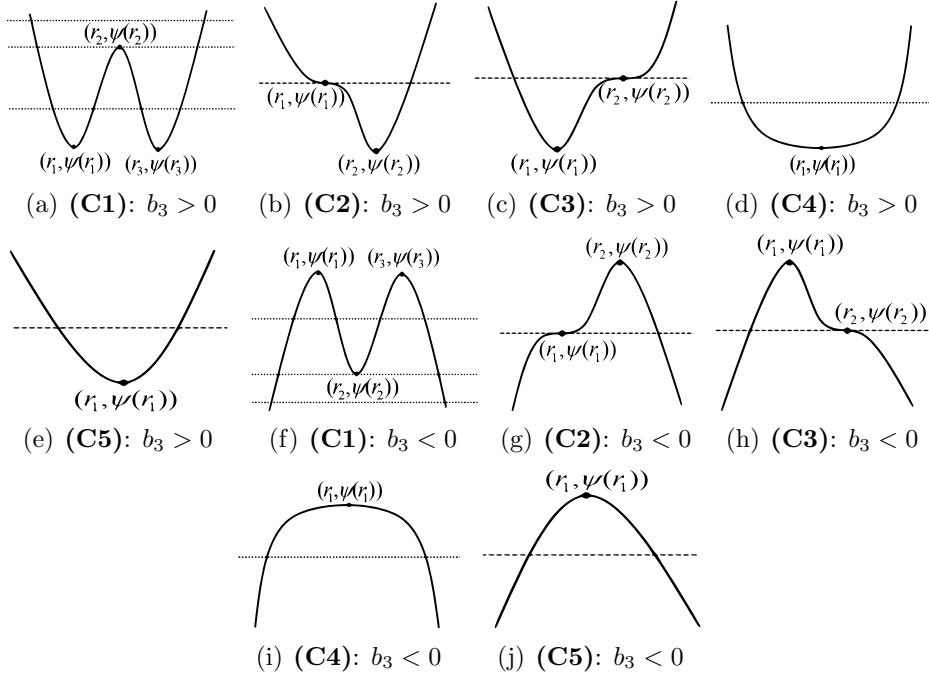 (r₂,ψ(r₂))
(r₁,ψ(r₁))
(r₃,ψ(r₃))
(r₁,ψ(r₁))
(r₂,ψ(r₂))
(r₂,ψ(r₂))
(r₁,ψ(r₁))
(r₁,ψ(r₁))
(a) (C1): b₃ > 0
(b) (C2): b₃ > 0
(c) (C3): b₃ > 0
(d) (C4): b₃ > 0
(r₁,ψ(r₁))
(r₁,ψ(r₁))
(r₃,ψ(r₃))
(r₂,ψ(r₂))
(r₂,ψ(r₂))
(r₁,ψ(r₁))
(r₁,ψ(r₁))
(r₂,ψ(r₂))
(e) (C5): b₃ > 0
(f) (C1): b₃ < 0
(g) (C2): b₃ < 0
(h) (C3): b₃ < 0
(r₁,ψ(r₁))
(r₁,ψ(r₁))
(i) (C4): b₃ < 0
(j) (C5): b₃ < 0